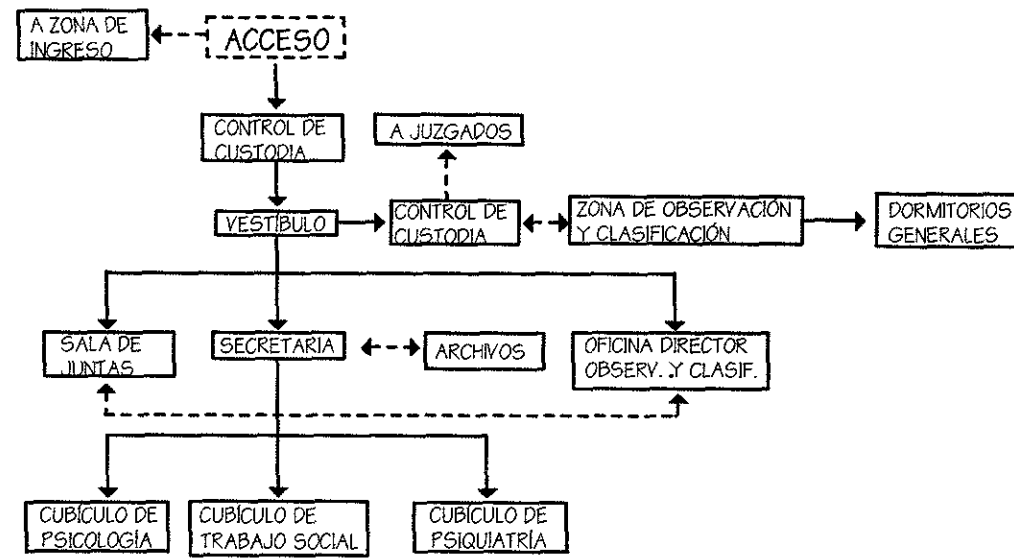 A ZONA DE
INGRESO
ACCESO
CONTROL DE
CUSTODIA
A JUZGADOS
VESTÍBULO
CONTROL DE
CUSTODIA
ZONA DE OBSERVACIÓN
Y CLASIFICACIÓN
DORMITORIOS
GENERALES
SALA DE
JUNTAS
SECRETARIA
ARCHIVOS
OFICINA DIRECTOR
OBSERV. Y CLASIF.
CUBÍCULO DE
PSICOLOGÍA
CUBÍCULO DE
TRABAJO SOCIAL
CUBÍCULO DE
PSIQUIATRÍA